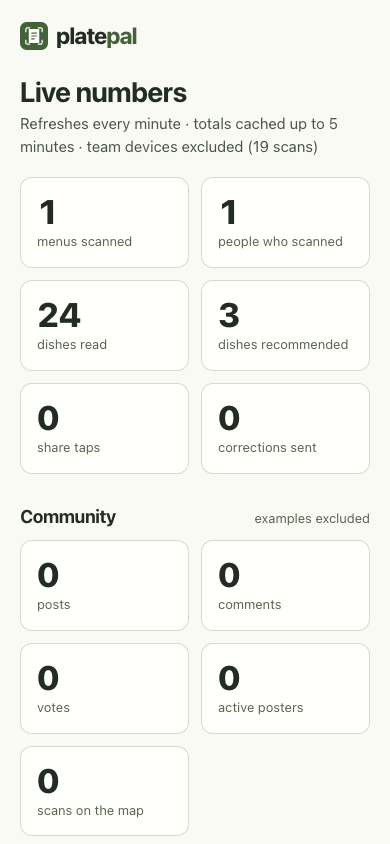 platepal
Live numbers
Refreshes every minute · totals cached up to 5
minutes · team devices excluded (19 scans)
1
menus scanned
1
people who scanned
24
dishes read
3
dishes recommended
0
share taps
0
corrections sent
Community
examples excluded
0
posts
0
comments
0
votes
0
active posters
0
scans on the map